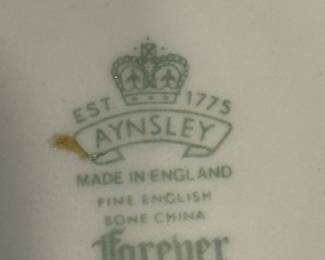 EST. 1775
AYNSLEY
MADE IN ENGLAND
FINE ENGLISH
BONE CHINA
Forever